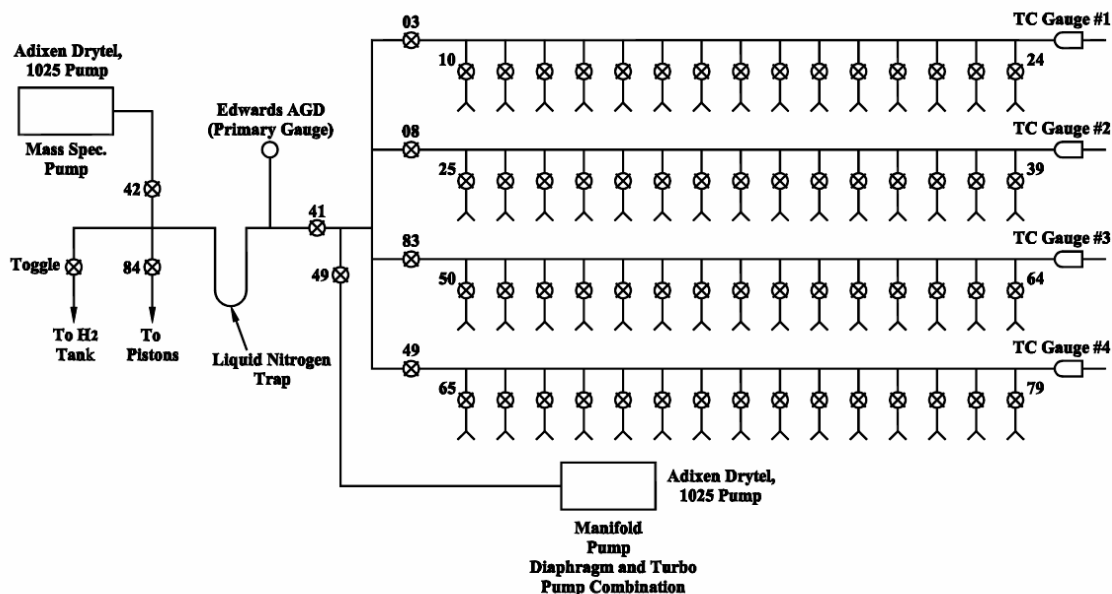 Adixen Drytel,
1025 Pump
Mass Spec.
Pump
42
Toggle
84
To H2
Tank
To
Pistons
Liquid Nitrogen
Trap
Edwards AGD
(Primary Gauge)
41
49
03
10
24
TC Gauge #1
08
25
39
TC Gauge #2
83
50
64
TC Gauge #3
49
65
79
TC Gauge #4
Adixen Drytel,
1025 Pump
Manifold
Pump
Diaphragm and Turbo
Pump Combination